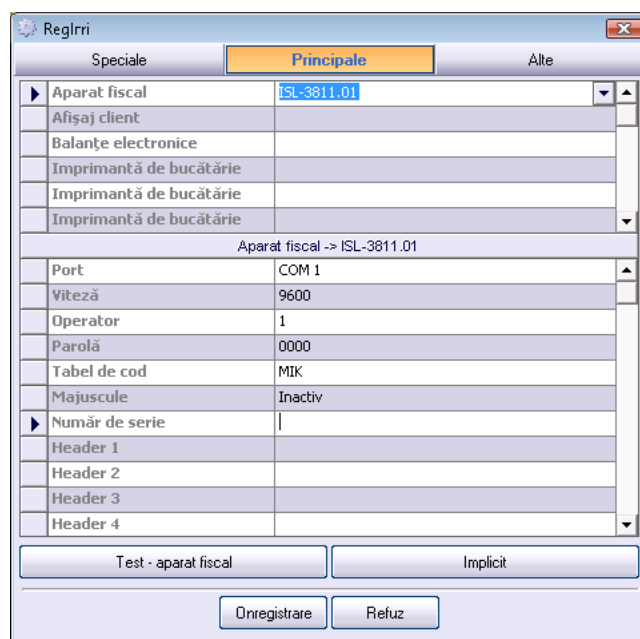 Reglгri
Speciale Principale Alte
Aparat fiscal ISL-3811.01
Afişaj client
Balanţe electronice
Imprimantă de bucătărie
Imprimantă de bucătărie
Imprimantă de bucătărie
Aparat fiscal -> ISL-3811.01
Port COM 1
Viteză 9600
Operator 1
Parolă 0000
Tabel de cod MIK
Majuscule Inactiv
Număr de serie
Header 1
Header 2
Header 3
Header 4
Test - aparat fiscal Implicit
Onregistrare Refuz